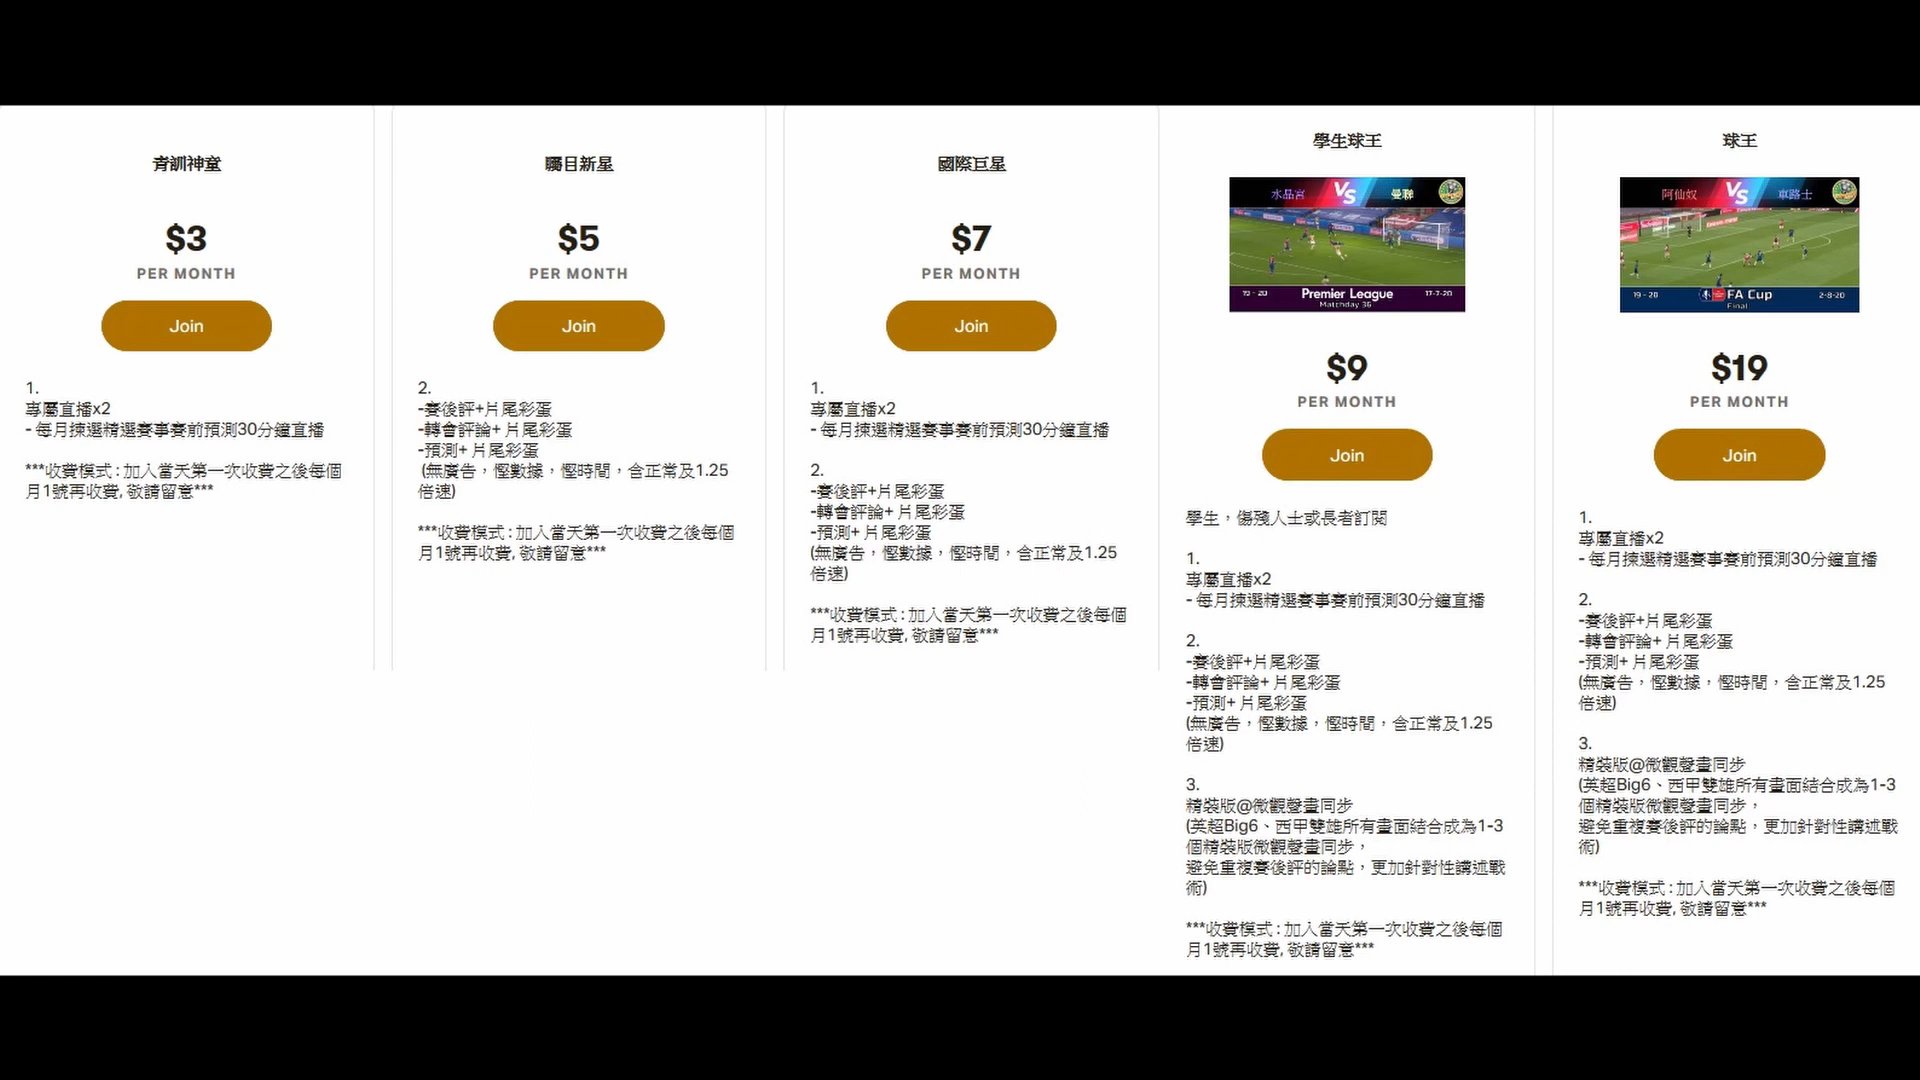 青訓神童
$3
PER MONTH
Join
1.
專屬直播x2
- 每月揀選精選賽事賽前預測30分鐘直播
***收費模式 : 加入當天第一次收費之後每個
月1號再收費, 敬請留意***
矚目新星
$5
PER MONTH
Join
2.
-賽後評+片尾彩蛋
-轉會評論+ 片尾彩蛋
-預測+ 片尾彩蛋
(無廣告，慳數據，慳時間，含正常及1.25
倍速)
***收費模式 : 加入當天第一次收費之後每個
月1號再收費, 敬請留意***
國際巨星
$7
PER MONTH
Join
1.
專屬直播x2
- 每月揀選精選賽事賽前預測30分鐘直播
2.
-賽後評+片尾彩蛋
-轉會評論+ 片尾彩蛋
-預測+ 片尾彩蛋
(無廣告，慳數據，慳時間，含正常及1.25
倍速)
***收費模式 : 加入當天第一次收費之後每個
月1號再收費, 敬請留意***
學生球王
水晶宮 VS 曼聯
19 - 20 Premier League 17-7-20
Matchday 36
$9
PER MONTH
Join
學生，傷殘人士或長者訂閱
1.
專屬直播x2
- 每月揀選精選賽事賽前預測30分鐘直播
2.
-賽後評+片尾彩蛋
-轉會評論+ 片尾彩蛋
-預測+ 片尾彩蛋
(無廣告，慳數據，慳時間，含正常及1.25
倍速)
3.
精裝版@微觀聲畫同步
(英超Big6、西甲雙雄所有畫面結合成為1-3
個精裝版微觀聲畫同步，
避免重複賽後評的論點，更加針對性講述戰
術)
***收費模式 : 加入當天第一次收費之後每個
月1號再收費, 敬請留意***
球王
阿仙奴 VS 車路士
19 - 20 FA Cup 2-8-20
Final
$19
PER MONTH
Join
1.
專屬直播x2
- 每月揀選精選賽事賽前預測30分鐘直播
2.
-賽後評+片尾彩蛋
-轉會評論+ 片尾彩蛋
-預測+ 片尾彩蛋
(無廣告，慳數據，慳時間，含正常及1.25
倍速)
3.
精裝版@微觀聲畫同步
(英超Big6、西甲雙雄所有畫面結合成為1-3
個精裝版微觀聲畫同步，
避免重複賽後評的論點，更加針對性講述戰
術)
***收費模式 : 加入當天第一次收費之後每個
月1號再收費, 敬請留意***